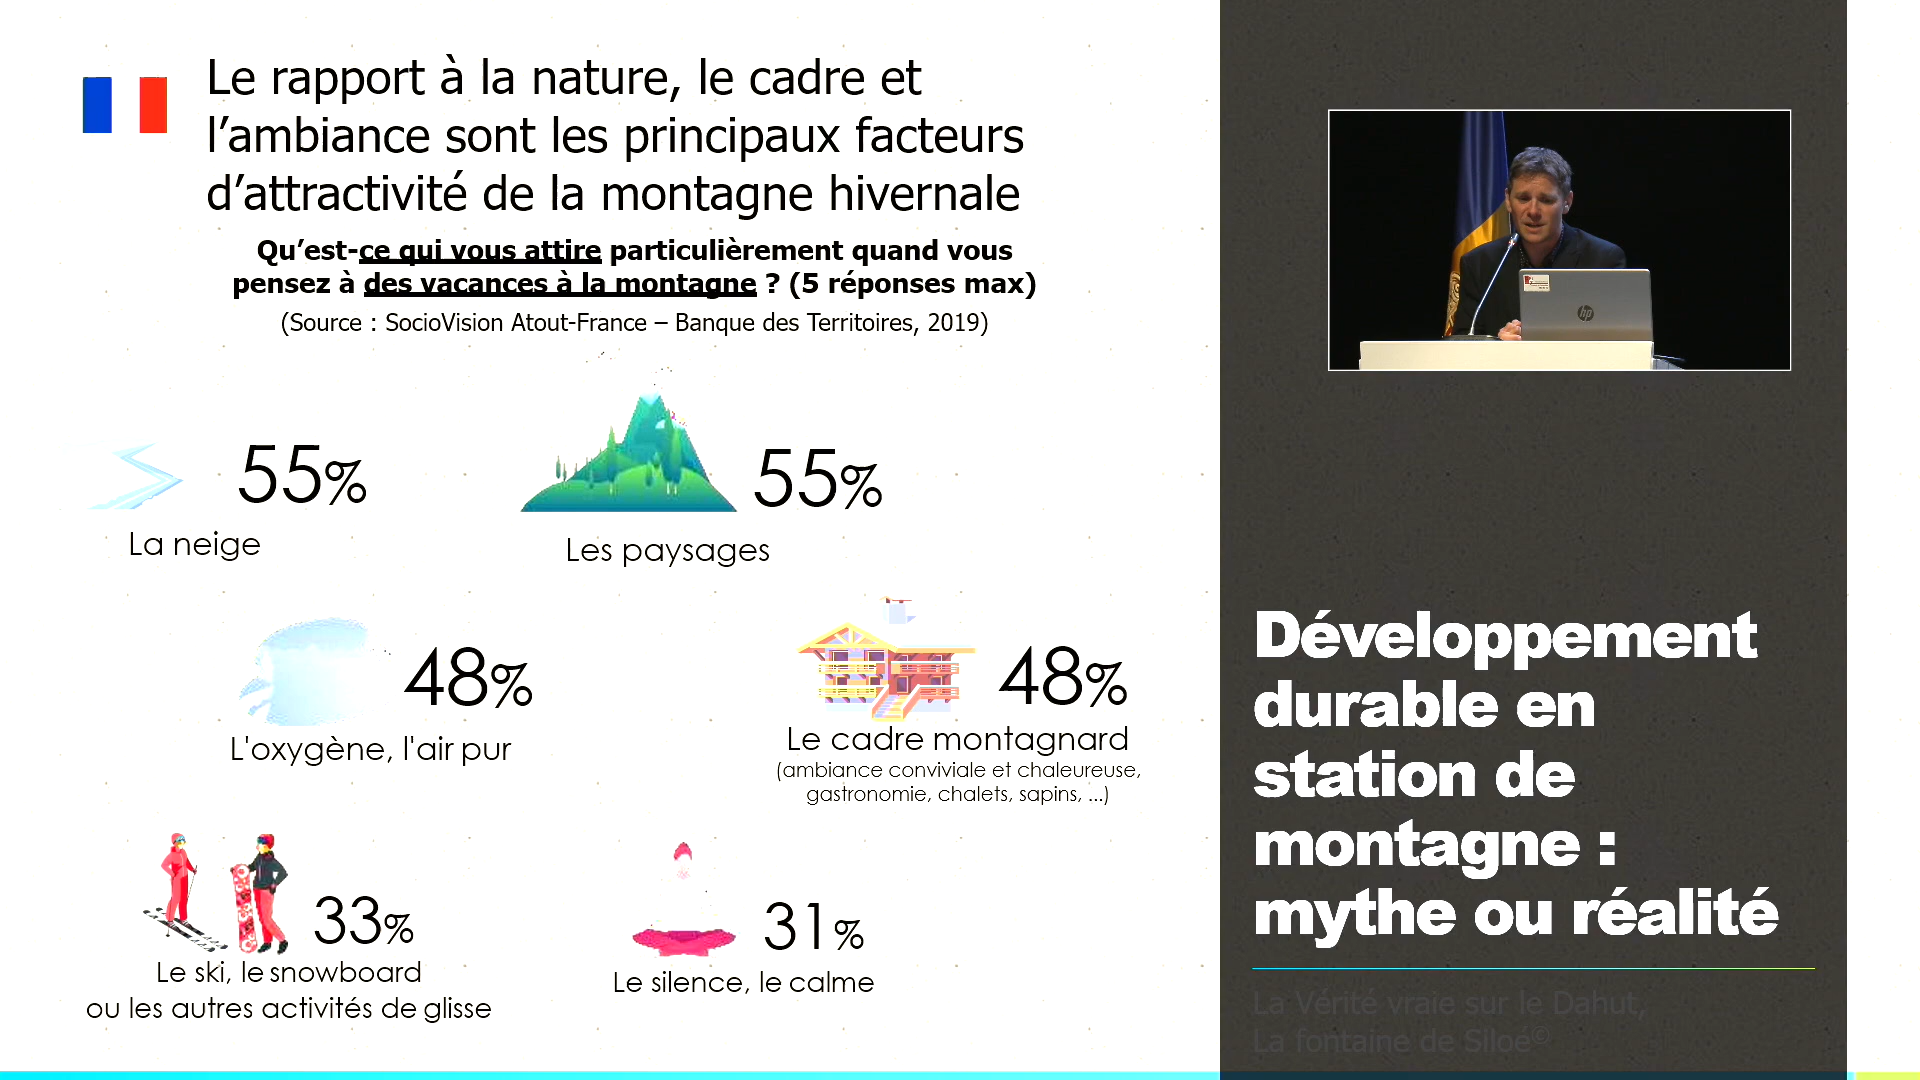 Le rapport à la nature, le cadre et
l’ambiance sont les principaux facteurs
d’attractivité de la montagne hivernale
Qu’est-ce qui vous attire particulièrement quand vous
pensez à des vacances à la montagne ? (5 réponses max)
(Source : SocioVision Atout-France – Banque des Territoires, 2019)
55%
La neige
55%
Les paysages
48%
L'oxygène, l'air pur
48%
Le cadre montagnard
(ambiance conviviale et chaleureuse,
gastronomie, chalets, sapins, ...)
33%
Le ski, le snowboard
ou les autres activités de glisse
31%
Le silence, le calme
hp
Développement
durable en
station de
montagne :
mythe ou réalité
La Vérité vraie sur le Dahut,
La fontaine de Siloé©